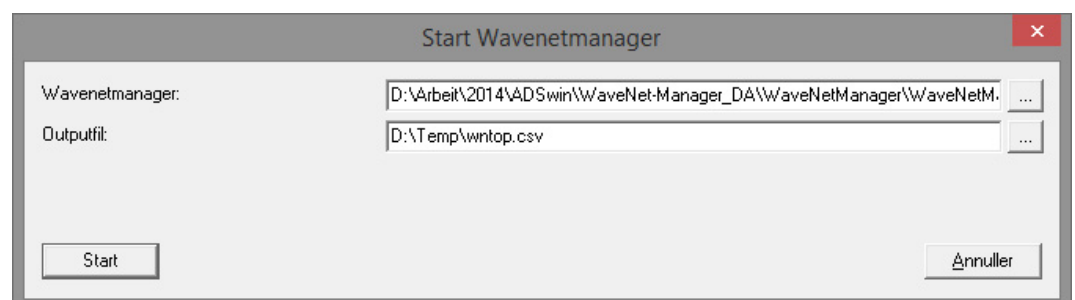 Start Wavenetmanager
Wavenetmanager: D:\Arbeit\2014\ADSwin\WaveNet-Manager_DA\WaveNetManager\WaveNetM ...
Outputfil: D:\Temp\wntop.csv ...
Start Annuller